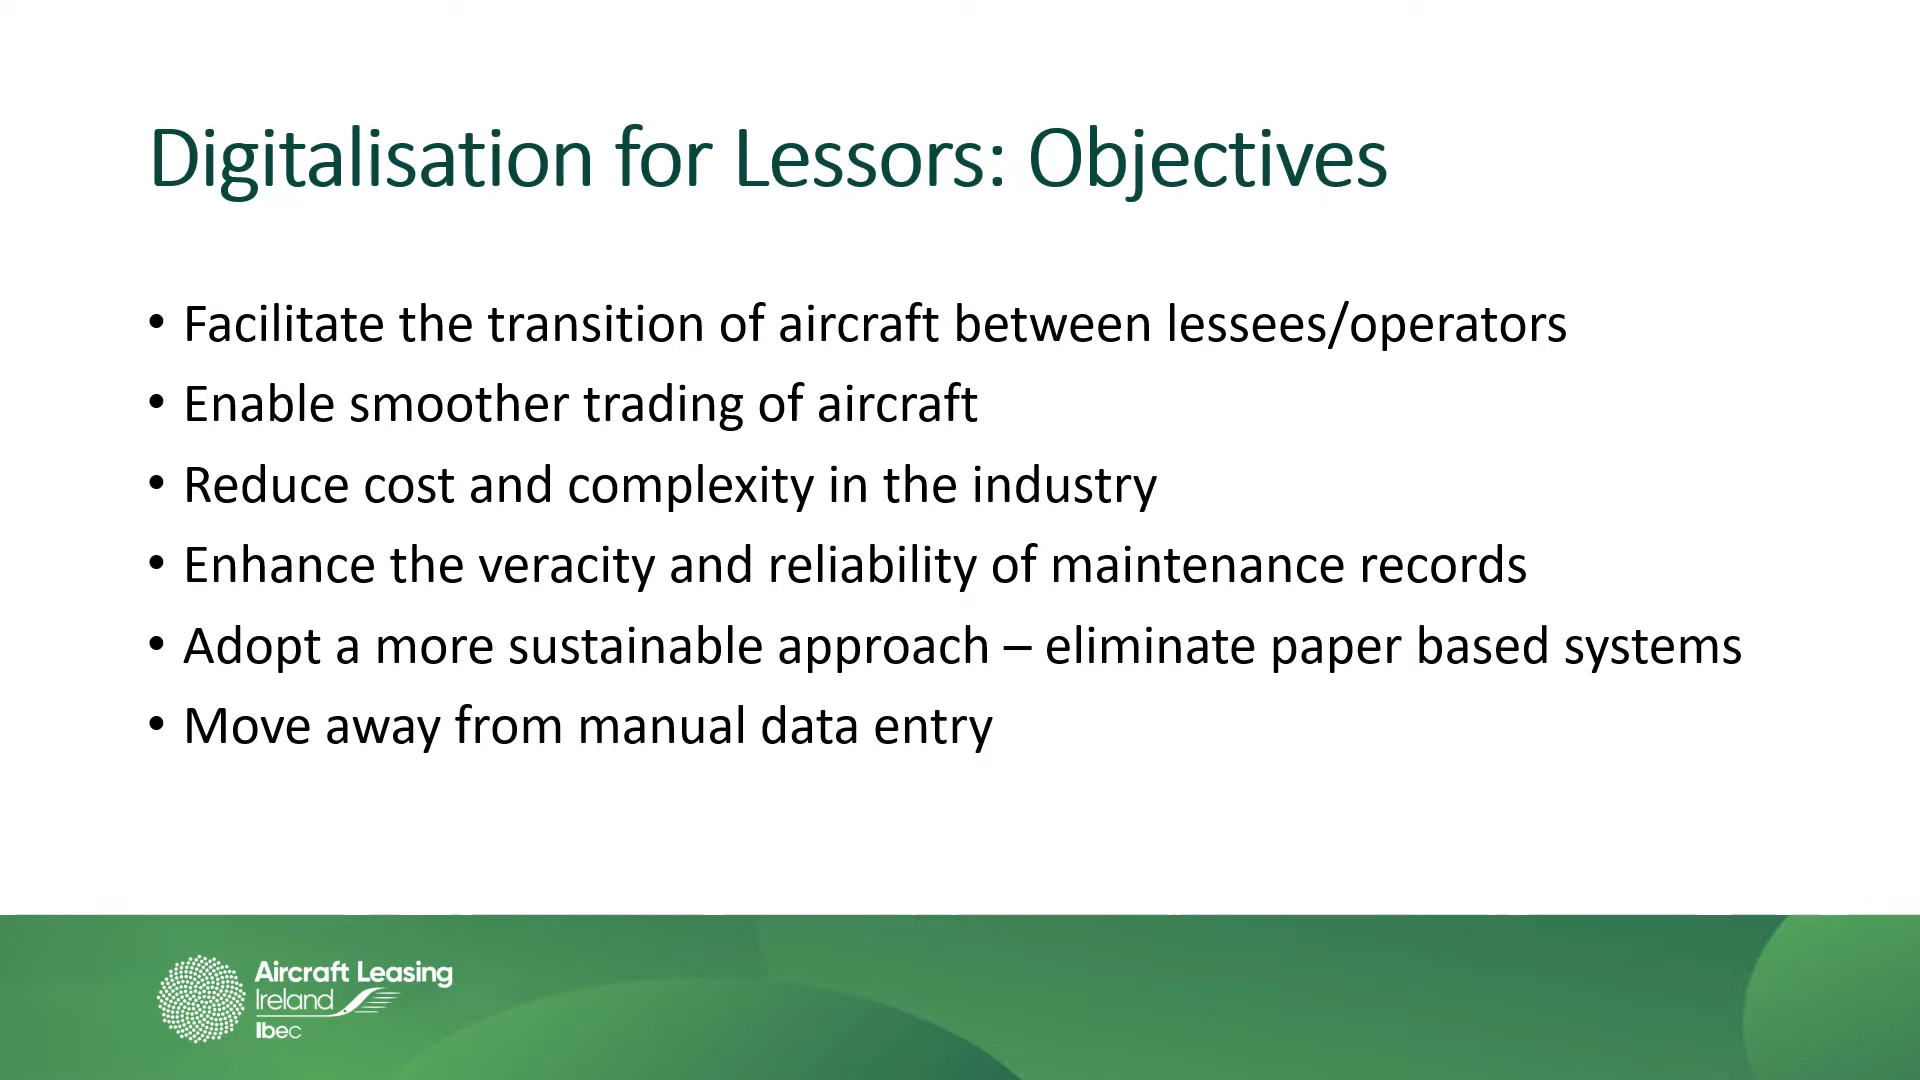 Digitalisation for Lessors: Objectives
• Facilitate the transition of aircraft between lessees/operators
• Enable smoother trading of aircraft
• Reduce cost and complexity in the industry
• Enhance the veracity and reliability of maintenance records
• Adopt a more sustainable approach – eliminate paper based systems
• Move away from manual data entry
Aircraft Leasing
Ireland
Ibec